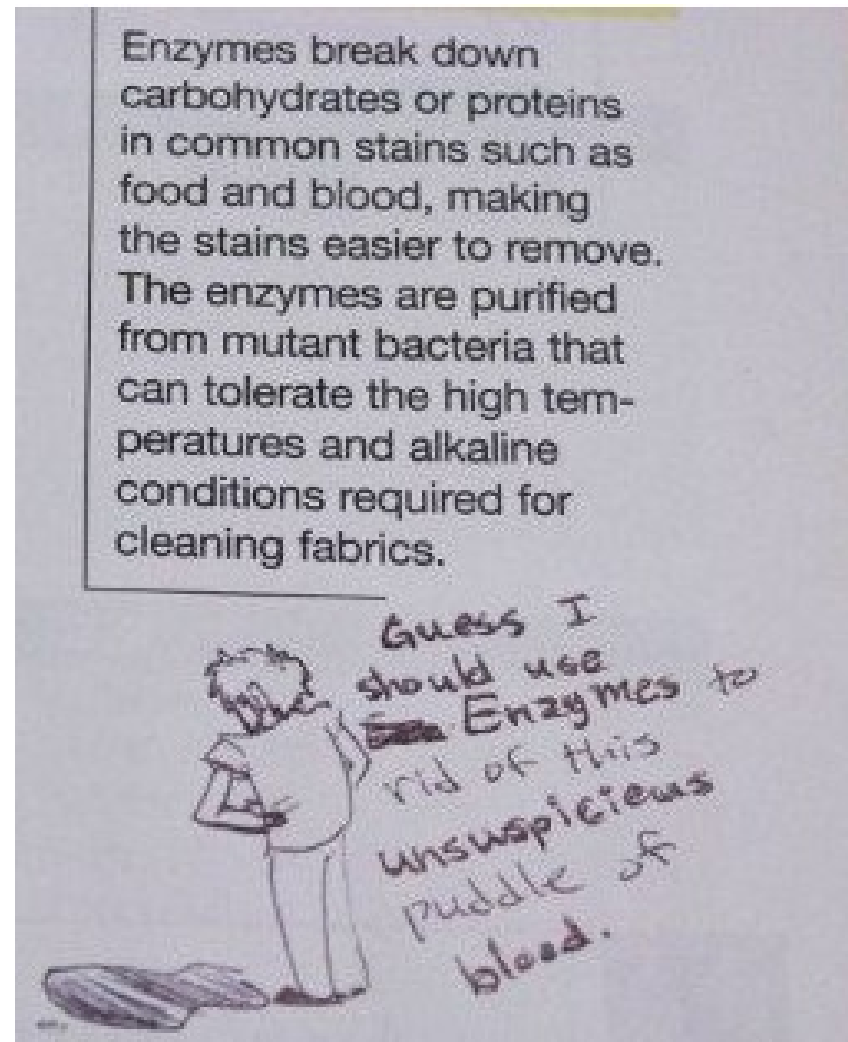 Enzymes break down
carbohydrates or proteins
in common stains such as
food and blood, making
the stains easier to remove.
The enzymes are purified
from mutant bacteria that
can tolerate the high tem-
peratures and alkaline
conditions required for
cleaning fabrics.
Guess I
should use
Enzymes to
rid of this
unsuspicious
puddle of
blood.